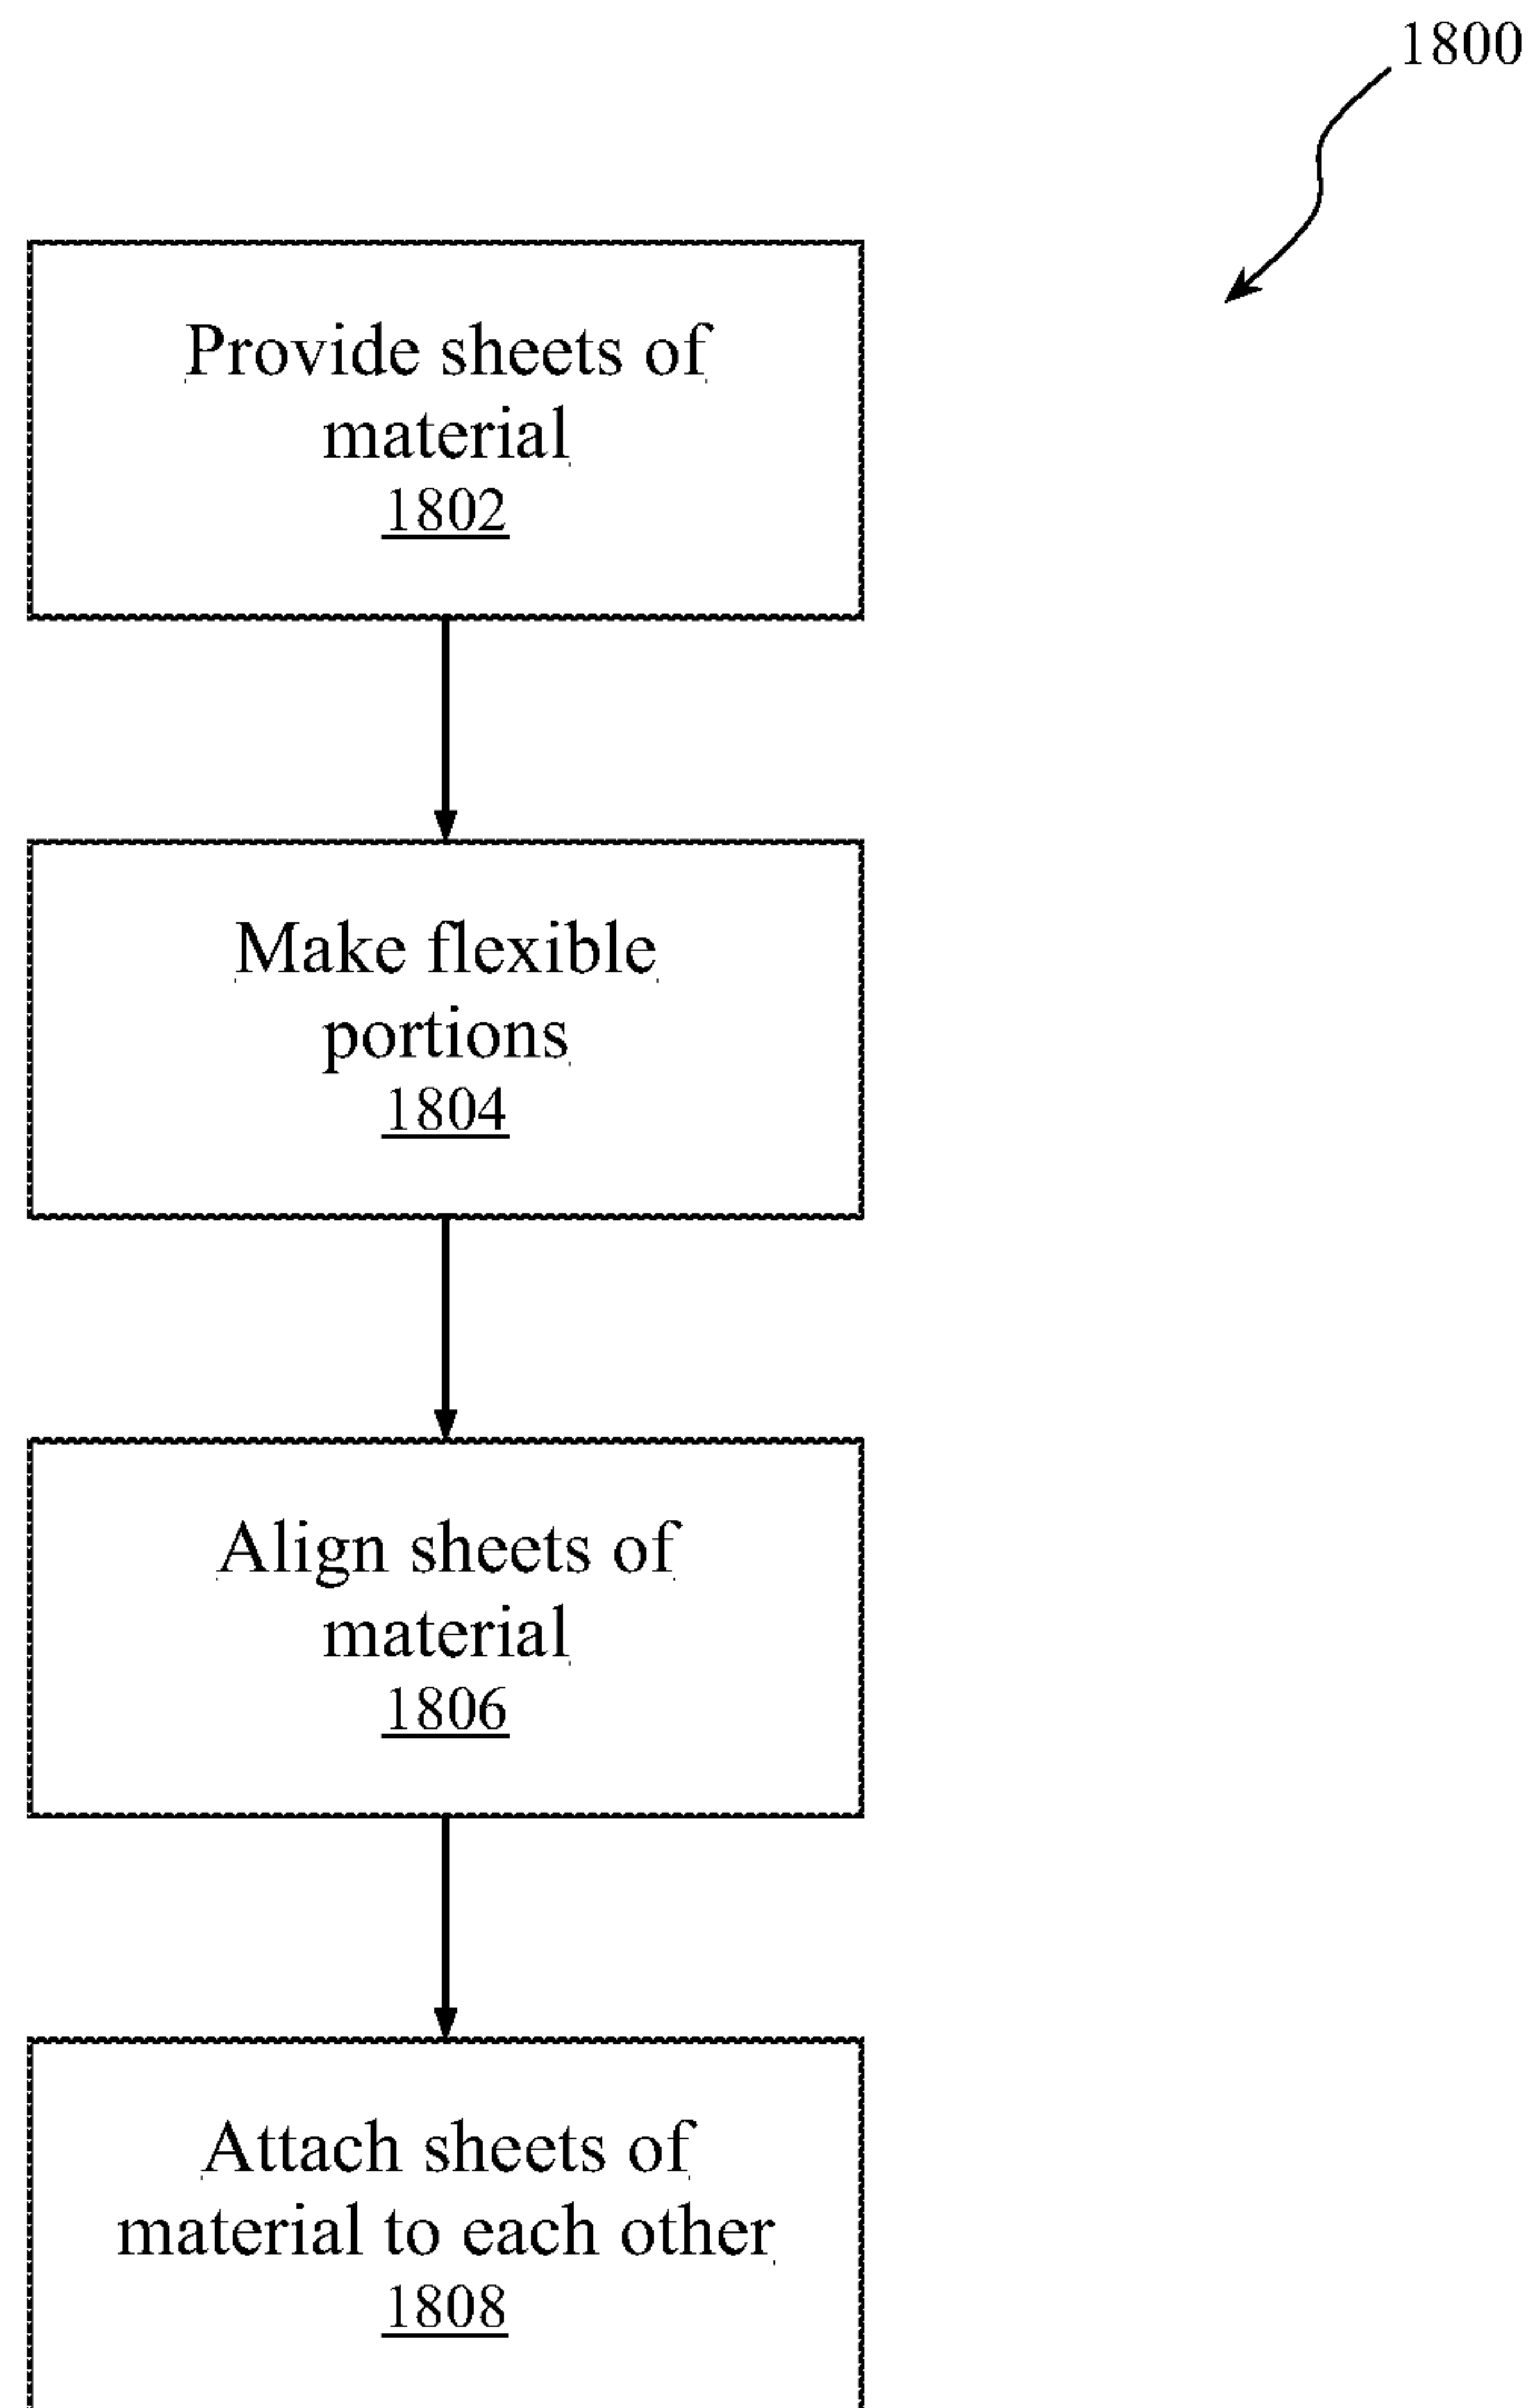 1800
Provide sheets of
material
1802
Make flexible
portions
1804
Align sheets of
material
1806
Attach sheets of
material to each other
1808